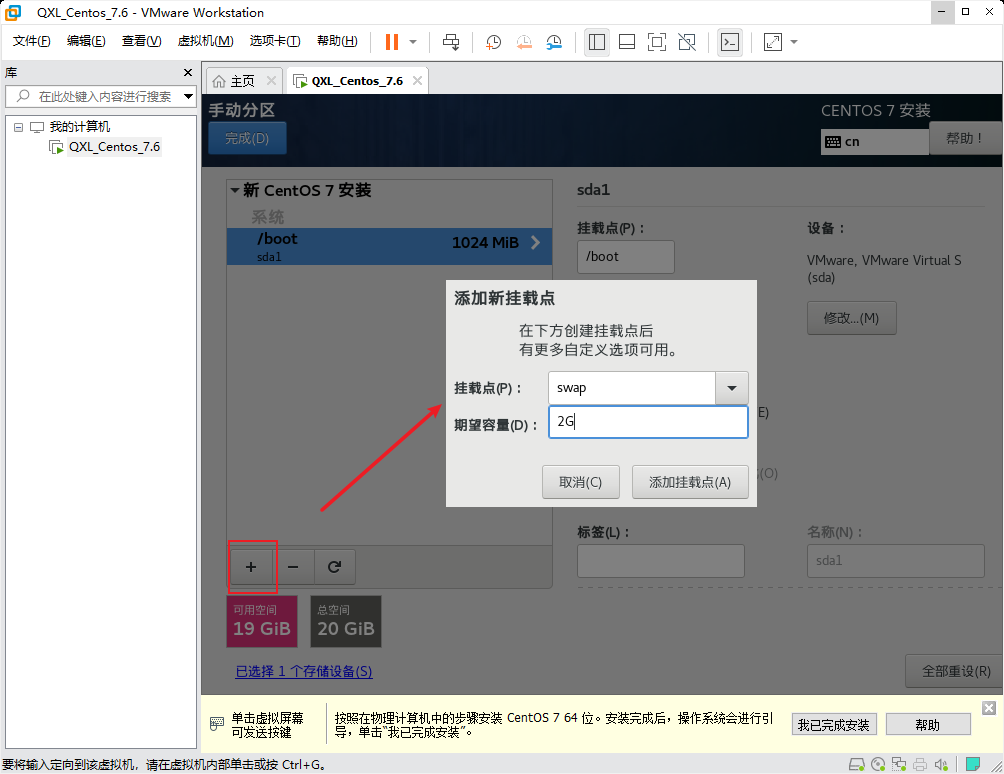 QXL_Centos_7.6 - VMware Workstation
文件(F) 编辑(E) 查看(V) 虚拟机(M) 选项卡(T) 帮助(H)
库
在此处键入内容进行搜索
我的计算机
QXL_Centos_7.6
主页 QXL_Centos_7.6
手动分区
完成(D)
CENTOS 7 安装
cn
帮助！
新 CentOS 7 安装
系统
/boot
1024 MiB
sda1
sda1
挂载点(P)：
/boot
设备：
VMware, VMware Virtual S
(sda)
修改...(M)
添加新挂载点
在下方创建挂载点后
有更多自定义选项可用。
挂载点(P)：
swap
期望容量(D)：
2G
取消(C)
添加挂载点(A)
(E)
(O)
标签(L)：
名称(N)：
sda1
+ −
可用空间
19 GiB
总空间
20 GiB
已选择 1 个存储设备(S)
全部重设(R)
单击虚拟屏幕
可发送按键
按照在物理计算机中的步骤安装 CentOS 7 64 位。安装完成后，操作系统会进行引
导，单击“我已完成安装”。
我已完成安装
帮助
要将输入定向到该虚拟机，请在虚拟机内部单击或按 Ctrl+G。